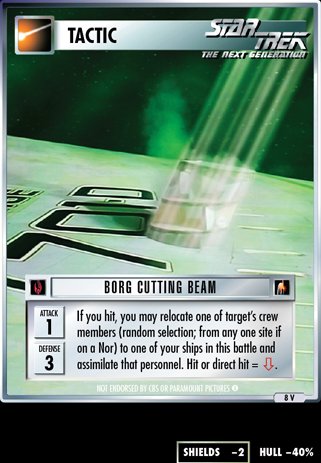 TACTIC
STAR TREK
THE NEXT GENERATION
BORG CUTTING BEAM
ATTACK
1
DEFENSE
3
If you hit, you may relocate one of target's crew
members (random selection; from any one site if
on a Nor) to one of your ships in this battle and
assimilate that personnel. Hit or direct hit = .
NOT ENDORSED BY CBS OR PARAMOUNT PICTURES
8 V
SHIELDS -2 HULL -40%